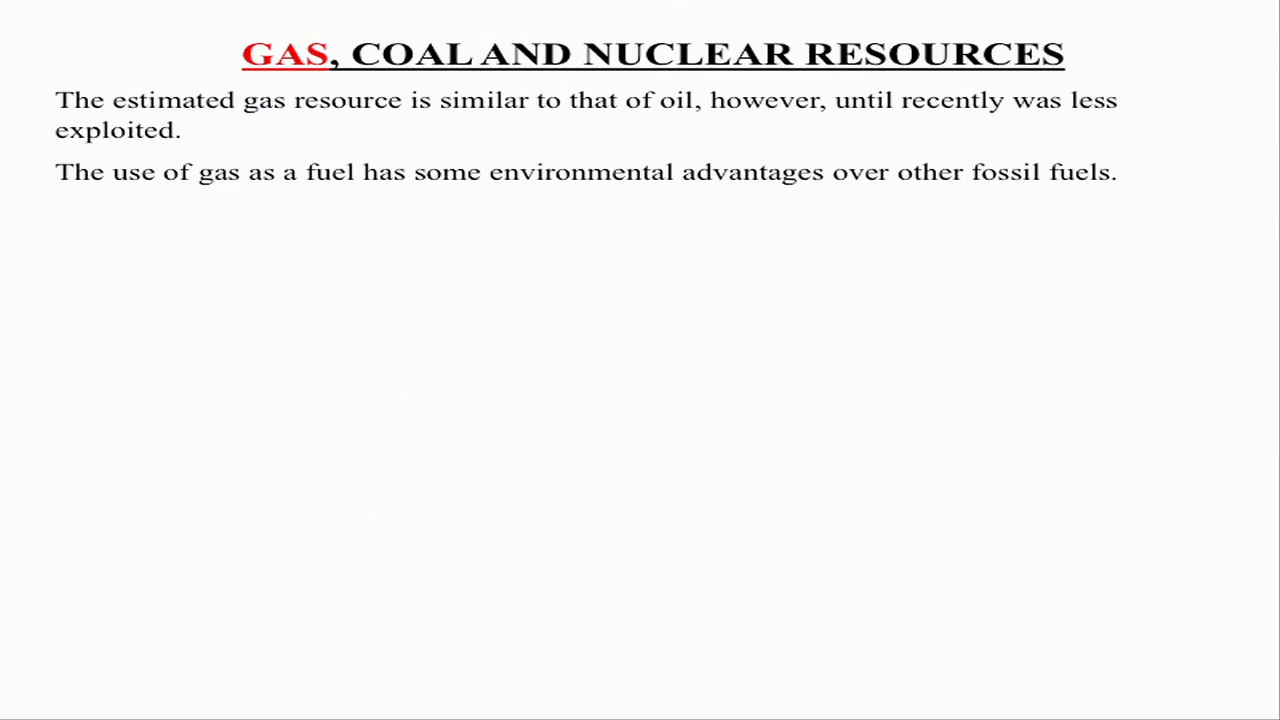 GAS, COAL AND NUCLEAR RESOURCES
The estimated gas resource is similar to that of oil, however, until recently was less
exploited.
The use of gas as a fuel has some environmental advantages over other fossil fuels.